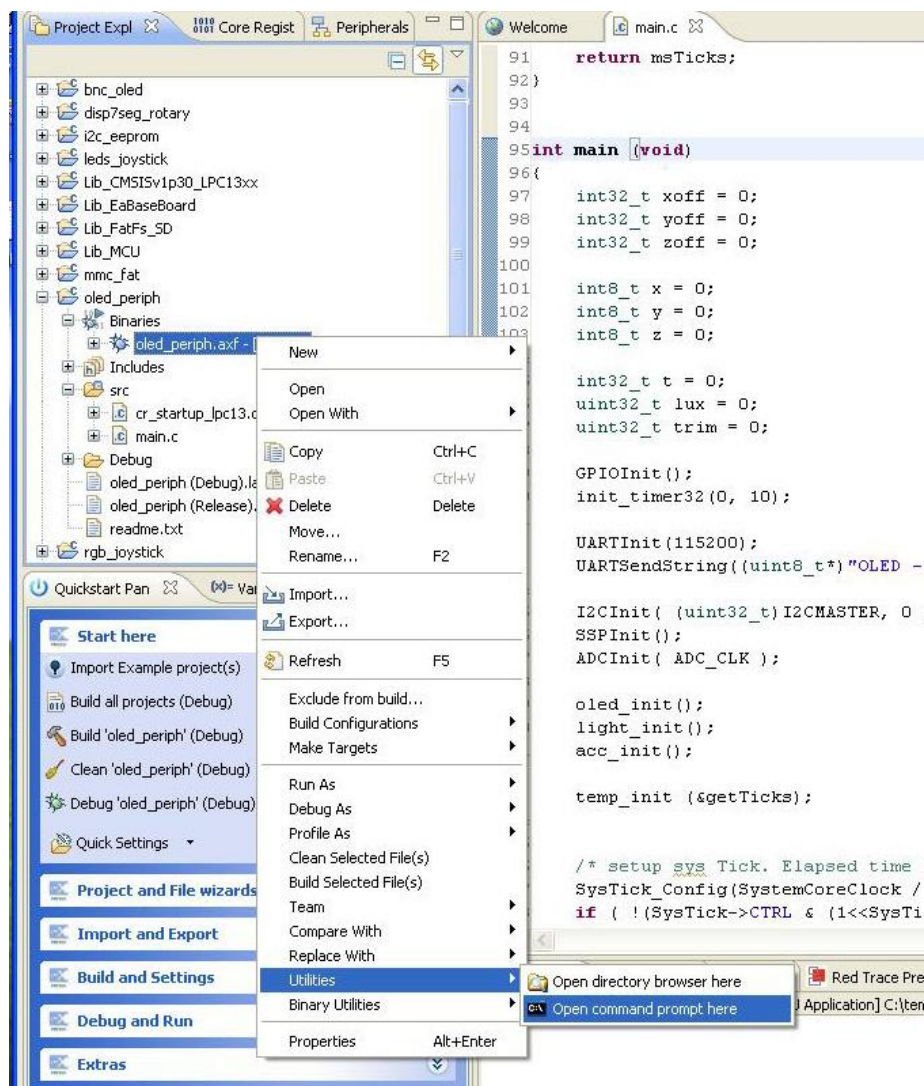 Project Expl
Core Regist
Peripherals
bnc_oled
disp7seg_rotary
i2c_eeprom
leds_joystick
Lib_CMSISv1p30_LPC13xx
Lib_EaBaseBoard
Lib_FatFs_SD
Lib_MCU
mmc_fat
oled_periph
Binaries
oled_periph.axf - [
Includes
src
cr_startup_lpc13.c
main.c
Debug
oled_periph (Debug).la
oled_periph (Release).
readme.txt
rgb_joystick
Quickstart Pan
(x)= Var
Start here
Import Example project(s)
Build all projects (Debug)
Build 'oled_periph' (Debug)
Clean 'oled_periph' (Debug)
Debug 'oled_periph' (Debug)
Quick Settings
Project and File wizards
Import and Export
Build and Settings
Debug and Run
Extras
New
Open
Open With
Copy Ctrl+C
Paste Ctrl+V
Delete Delete
Move...
Rename... F2
Import...
Export...
Refresh F5
Exclude from build...
Build Configurations
Make Targets
Run As
Debug As
Profile As
Clean Selected File(s)
Build Selected File(s)
Team
Compare With
Replace With
Utilities
Binary Utilities
Properties Alt+Enter
Open directory browser here
Open command prompt here
Welcome
main.c
91 return msTicks;
92 }
93
94
95 int main (void)
96 {
97 int32_t xoff = 0;
98 int32_t yoff = 0;
99 int32_t zoff = 0;
100
101 int8_t x = 0;
102 int8_t y = 0;
103 int8_t z = 0;
int32_t t = 0;
uint32_t lux = 0;
uint32_t trim = 0;
GPIOInit();
init_timer32(0, 10);
UARTInit(115200);
UARTSendString((uint8_t*)"OLED -
I2CInit( (uint32_t)I2CMASTER, 0
SSPInit();
ADCInit( ADC_CLK );
oled_init();
light_init();
acc_init();
temp_init (&getTicks);
/* setup sys Tick. Elapsed time
SysTick_Config(SystemCoreClock /
if ( !(SysTick->CTRL & (1<<SysTi
Red Trace Pre
Application] C:\ten